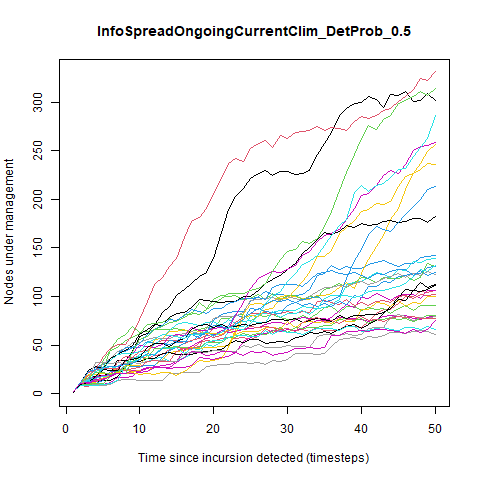 InfoSpreadOngoingCurrentClim_DetProb_0.5
Nodes under management
300
250
200
150
100
50
0
0 10 20 30 40 50
Time since incursion detected (timesteps)